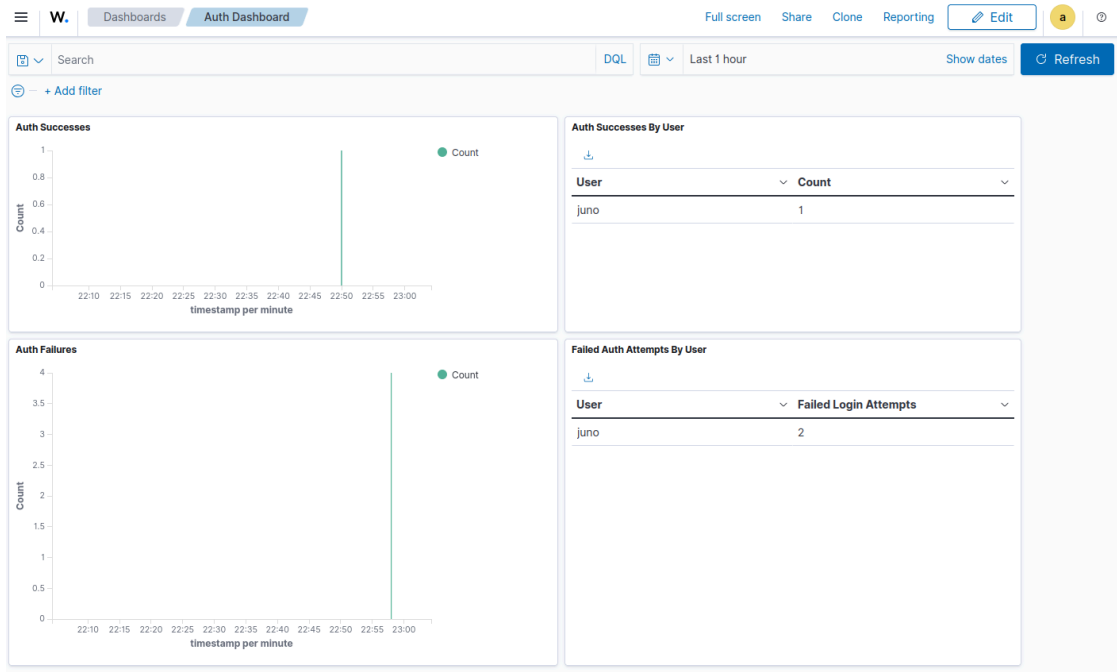 W. Dashboards Auth Dashboard Full screen Share Clone Reporting Edit a
Search DQL Last 1 hour Show dates Refresh
+ Add filter
Auth Successes
Count
1
0.8
0.6
0.4
0.2
0
Count
22:10 22:15 22:20 22:25 22:30 22:35 22:40 22:45 22:50 22:55 23:00
timestamp per minute
Auth Successes By User
User Count
juno 1
Auth Failures
Count
4
3.5
3
2.5
2
1.5
1
0.5
0
Count
22:10 22:15 22:20 22:25 22:30 22:35 22:40 22:45 22:50 22:55 23:00
timestamp per minute
Failed Auth Attempts By User
User Failed Login Attempts
juno 2